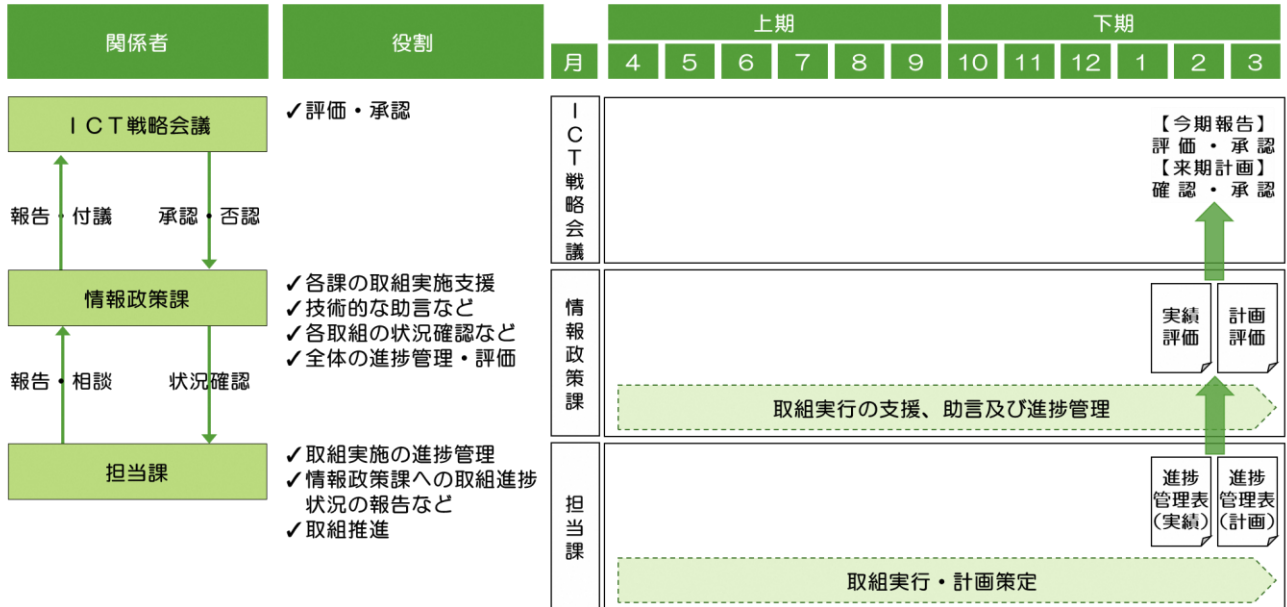 関係者
役割
上期
下期
月
4
5
6
7
8
9
10
11
12
1
2
3
ICT戦略会議
報告・付議
承認・否認
情報政策課
報告・相談
状況確認
担当課
✓評価・承認
✓各課の取組実施支援
✓技術的な助言など
✓各取組の状況確認など
✓全体の進捗管理・評価
✓取組実施の進捗管理
✓情報政策課への取組進捗
状況の報告など
✓取組推進
ICT戦略会議
【今期報告】
評価・承認
【来期計画】
確認・承認
情報政策課
実績
評価
計画
評価
取組実行の支援、助言及び進捗管理
担当課
進捗
管理表
(実績)
進捗
管理表
(計画)
取組実行・計画策定